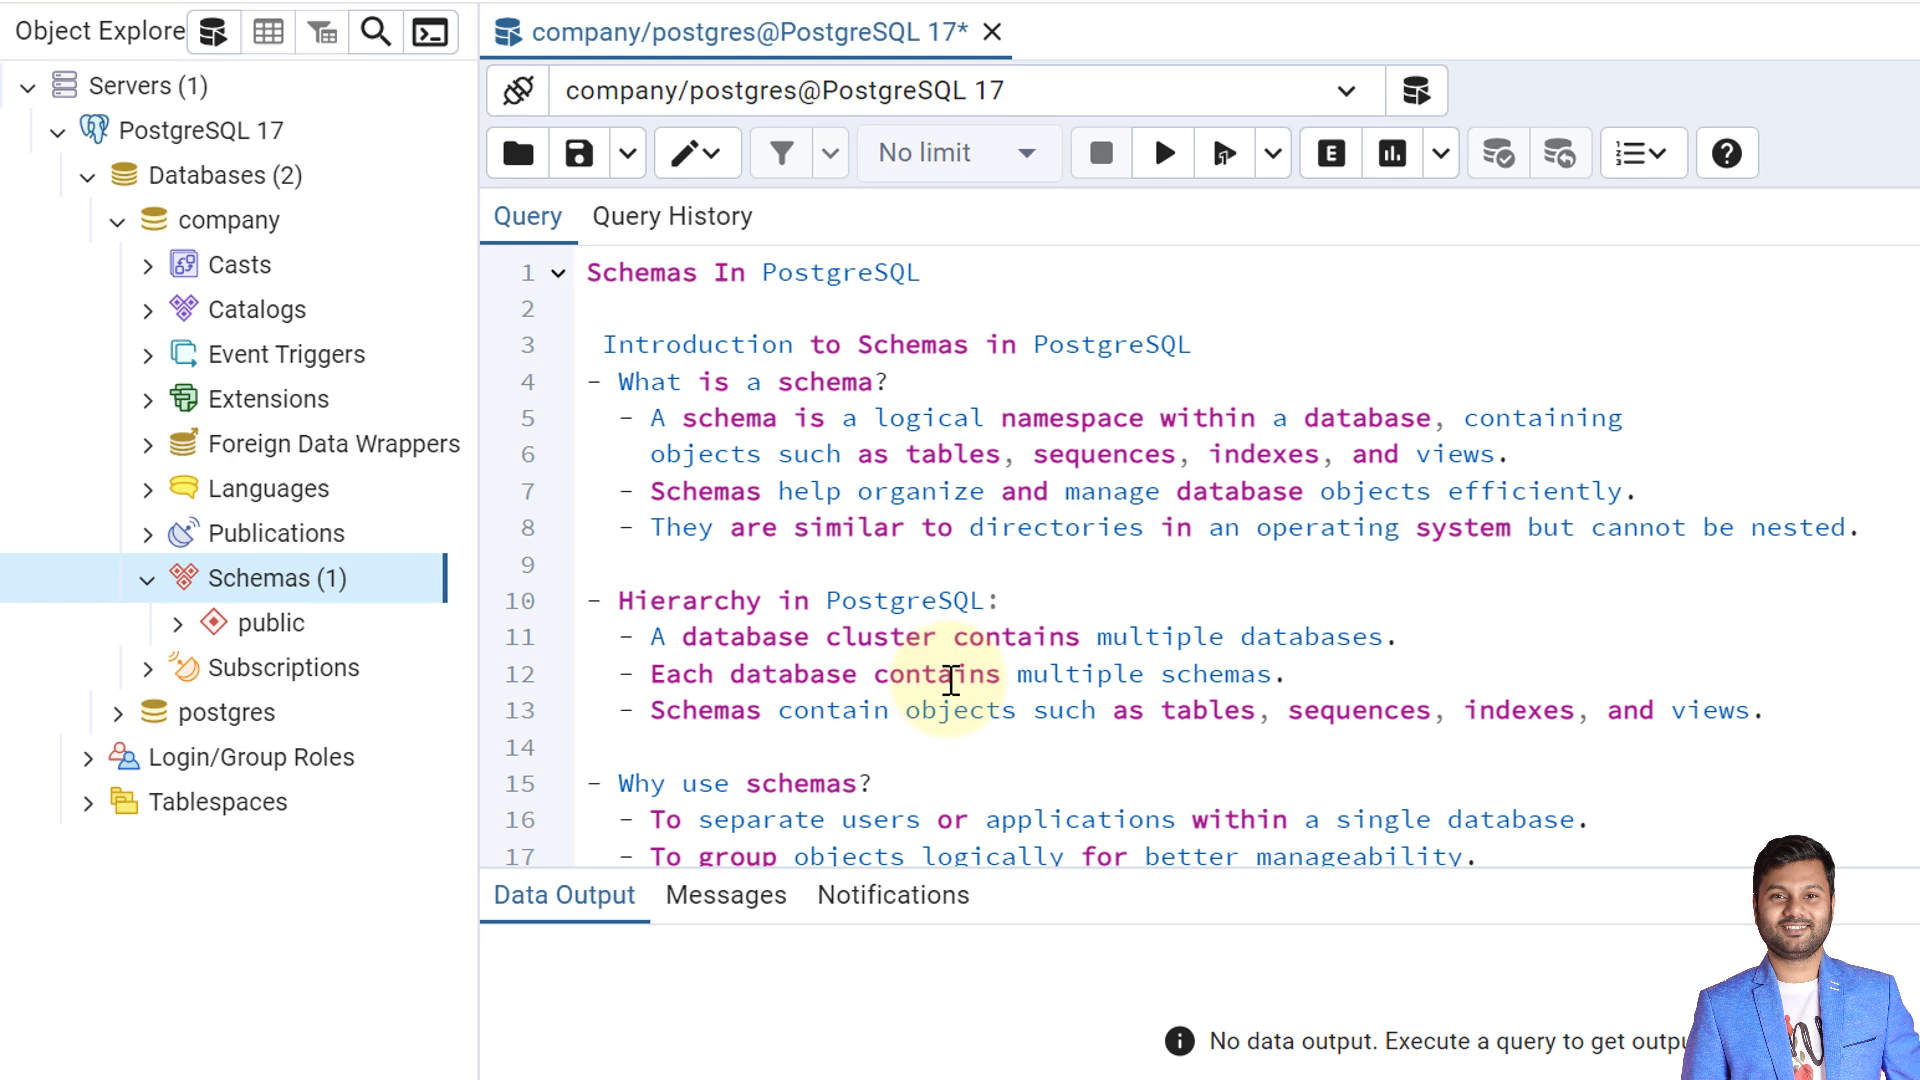 Object Explore
Servers (1)
PostgreSQL 17
Databases (2)
company
Casts
Catalogs
Event Triggers
Extensions
Foreign Data Wrappers
Languages
Publications
Schemas (1)
public
Subscriptions
postgres
Login/Group Roles
Tablespaces
company/postgres@PostgreSQL 17*
company/postgres@PostgreSQL 17
No limit
E
Query Query History
1 Schemas In PostgreSQL
2
3 Introduction to Schemas in PostgreSQL
4 - What is a schema?
5 - A schema is a logical namespace within a database, containing
6 objects such as tables, sequences, indexes, and views.
7 - Schemas help organize and manage database objects efficiently.
8 - They are similar to directories in an operating system but cannot be nested.
9
10 - Hierarchy in PostgreSQL:
11 - A database cluster contains multiple databases.
12 - Each database contains multiple schemas.
13 - Schemas contain objects such as tables, sequences, indexes, and views.
14
15 - Why use schemas?
16 - To separate users or applications within a single database.
17 - To group objects logically for better manageability.
Data Output Messages Notifications
No data output. Execute a query to get outpu